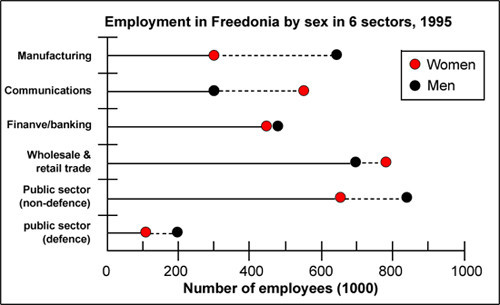 Employment in Freedonia by sex in 6 sectors, 1995
Manufacturing
Communications
Finanve/banking
Wholesale &
retail trade
Public sector
(non-defence)
public sector
(defence)
Women
Men
0 200 400 600 800 1000
Number of employees (1000)